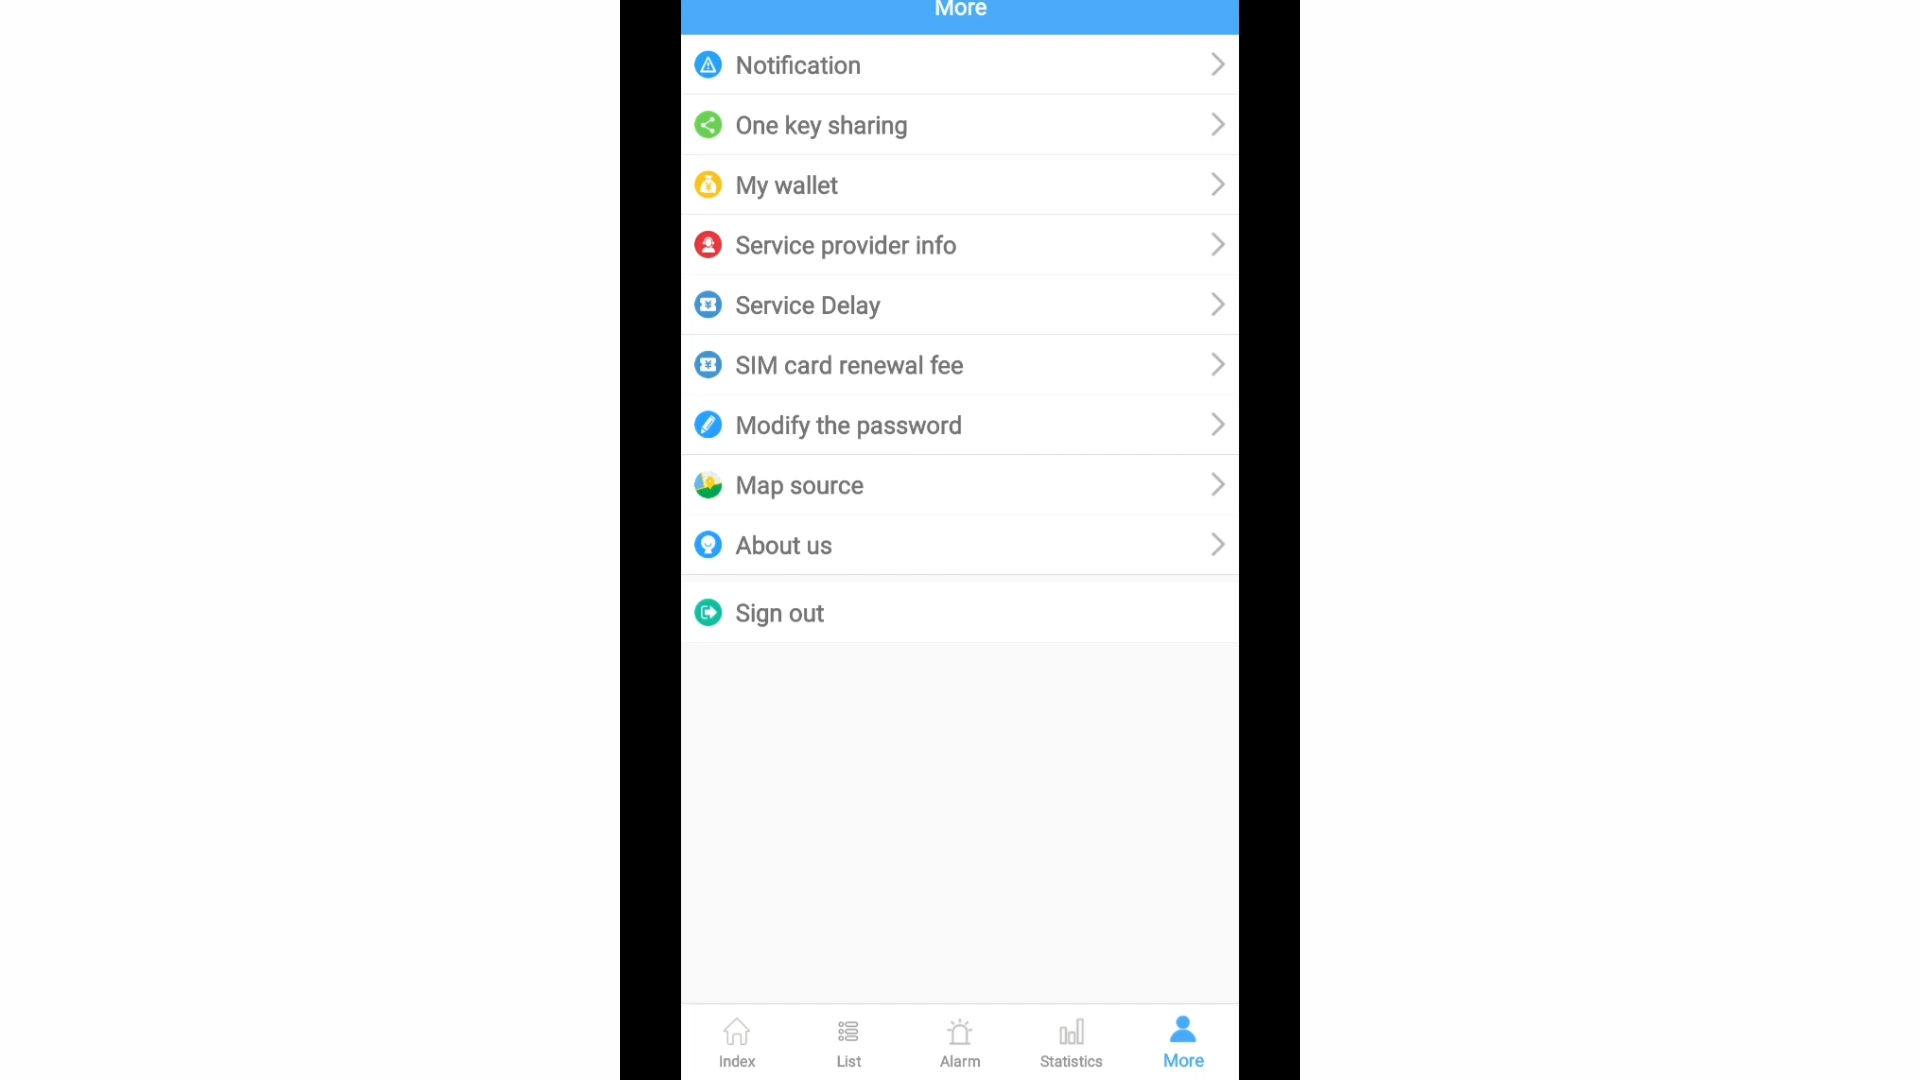 More
Notification
One key sharing
My wallet
Service provider info
Service Delay
SIM card renewal fee
Modify the password
Map source
About us
Sign out
Index
List
Alarm
Statistics
More